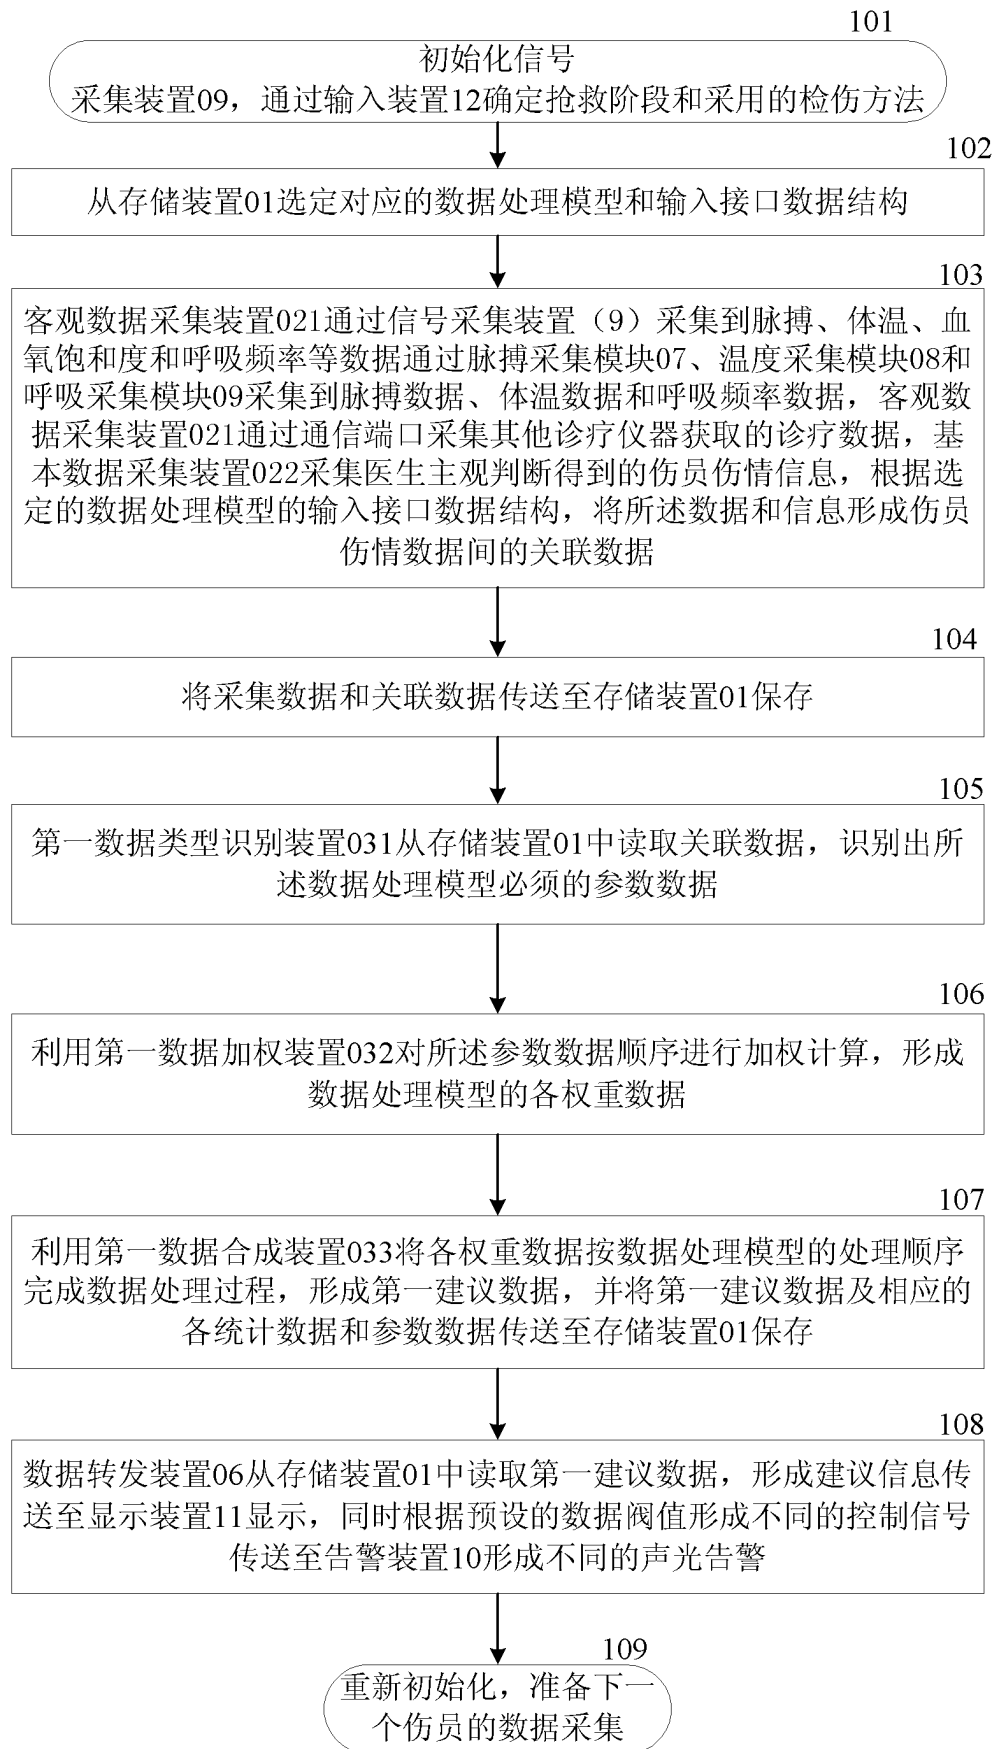 101
初始化信号
采集装置09，通过输入装置12确定抢救阶段和采用的检伤方法
102
从存储装置01选定对应的数据处理模型和输入接口数据结构
103
客观数据采集装置021通过信号采集装置（9）采集到脉搏、体温、血
氧饱和度和呼吸频率等数据通过脉搏采集模块07、温度采集模块08和
呼吸采集模块09采集到脉搏数据、体温数据和呼吸频率数据，客观数
据采集装置021通过通信端口采集其他诊疗仪器获取的诊疗数据，基
本数据采集装置022采集医生主观判断得到的伤员伤情信息，根据选
定的数据处理模型的输入接口数据结构，将所述数据和信息形成伤员
伤情数据间的关联数据
104
将采集数据和关联数据传送至存储装置01保存
105
第一数据类型识别装置031从存储装置01中读取关联数据，识别出所
述数据处理模型必须的参数数据
106
利用第一数据加权装置032对所述参数数据顺序进行加权计算，形成
数据处理模型的各权重数据
107
利用第一数据合成装置033将各权重数据按数据处理模型的处理顺序
完成数据处理过程，形成第一建议数据，并将第一建议数据及相应的
各统计数据和参数数据传送至存储装置01保存
108
数据转发装置06从存储装置01中读取第一建议数据，形成建议信息传
送至显示装置11显示，同时根据预设的数据阀值形成不同的控制信号
传送至告警装置10形成不同的声光告警
109
重新初始化，准备下一
个伤员的数据采集